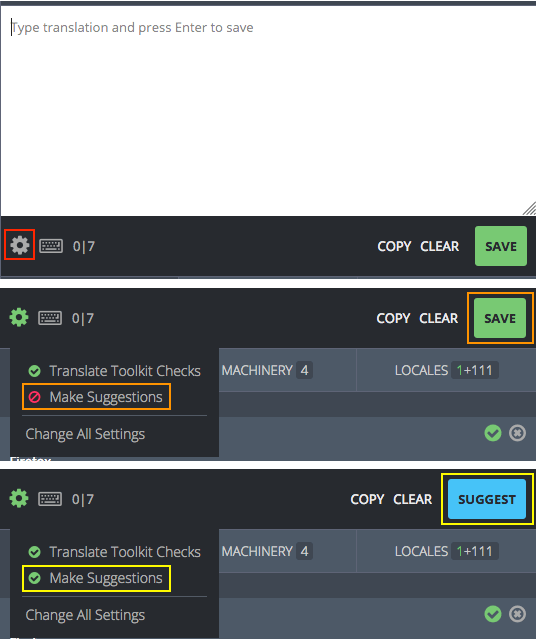 Type translation and press Enter to save
0|7 COPY CLEAR SAVE
0|7 COPY CLEAR SAVE
Translate Toolkit Checks MACHINERY 4 LOCALES 1+111
Make Suggestions
Change All Settings
Firefox
0|7 COPY CLEAR SUGGEST
Translate Toolkit Checks MACHINERY 4 LOCALES 1+111
Make Suggestions
Change All Settings